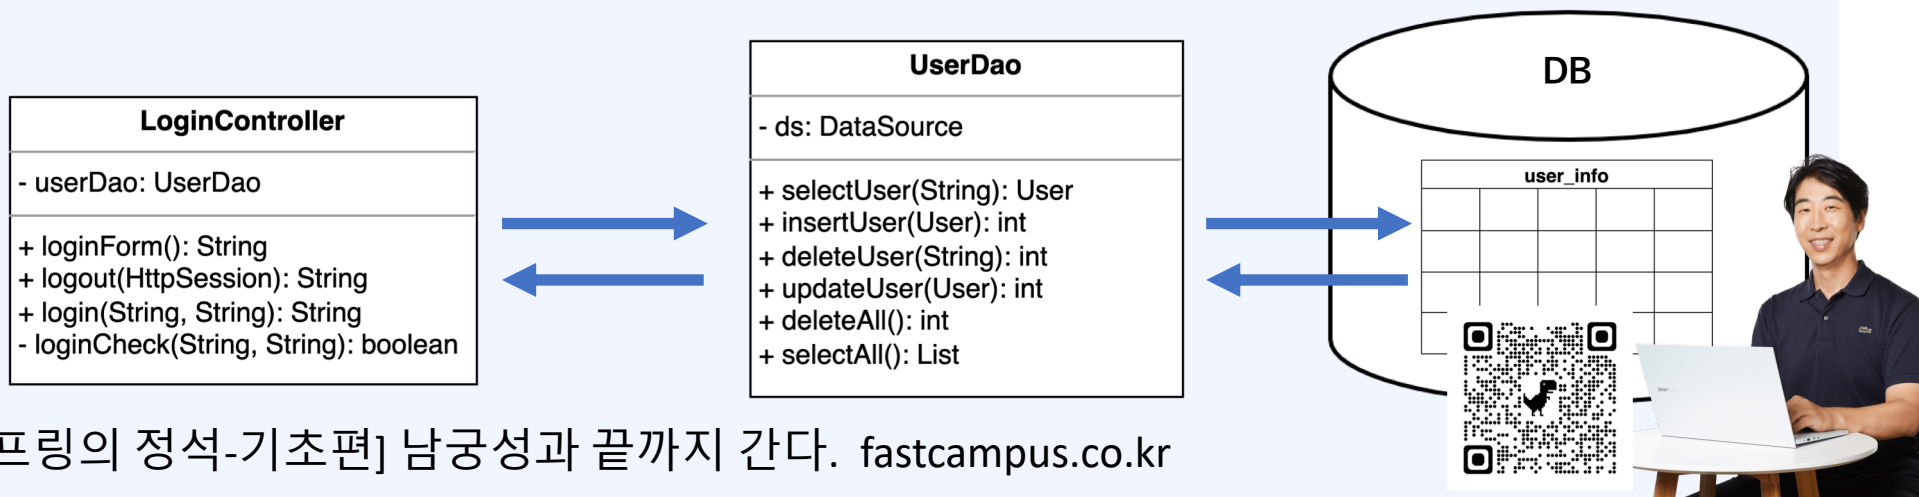 LoginController
- userDao: UserDao
+ loginForm(): String
+ logout(HttpSession): String
+ login(String, String): String
- loginCheck(String, String): boolean
UserDao
- ds: DataSource
+ selectUser(String): User
+ insertUser(User): int
+ deleteUser(String): int
+ updateUser(User): int
+ deleteAll(): int
+ selectAll(): List
DB
user_info
프링의 정석-기초편] 남궁성과 끝까지 간다. fastcampus.co.kr